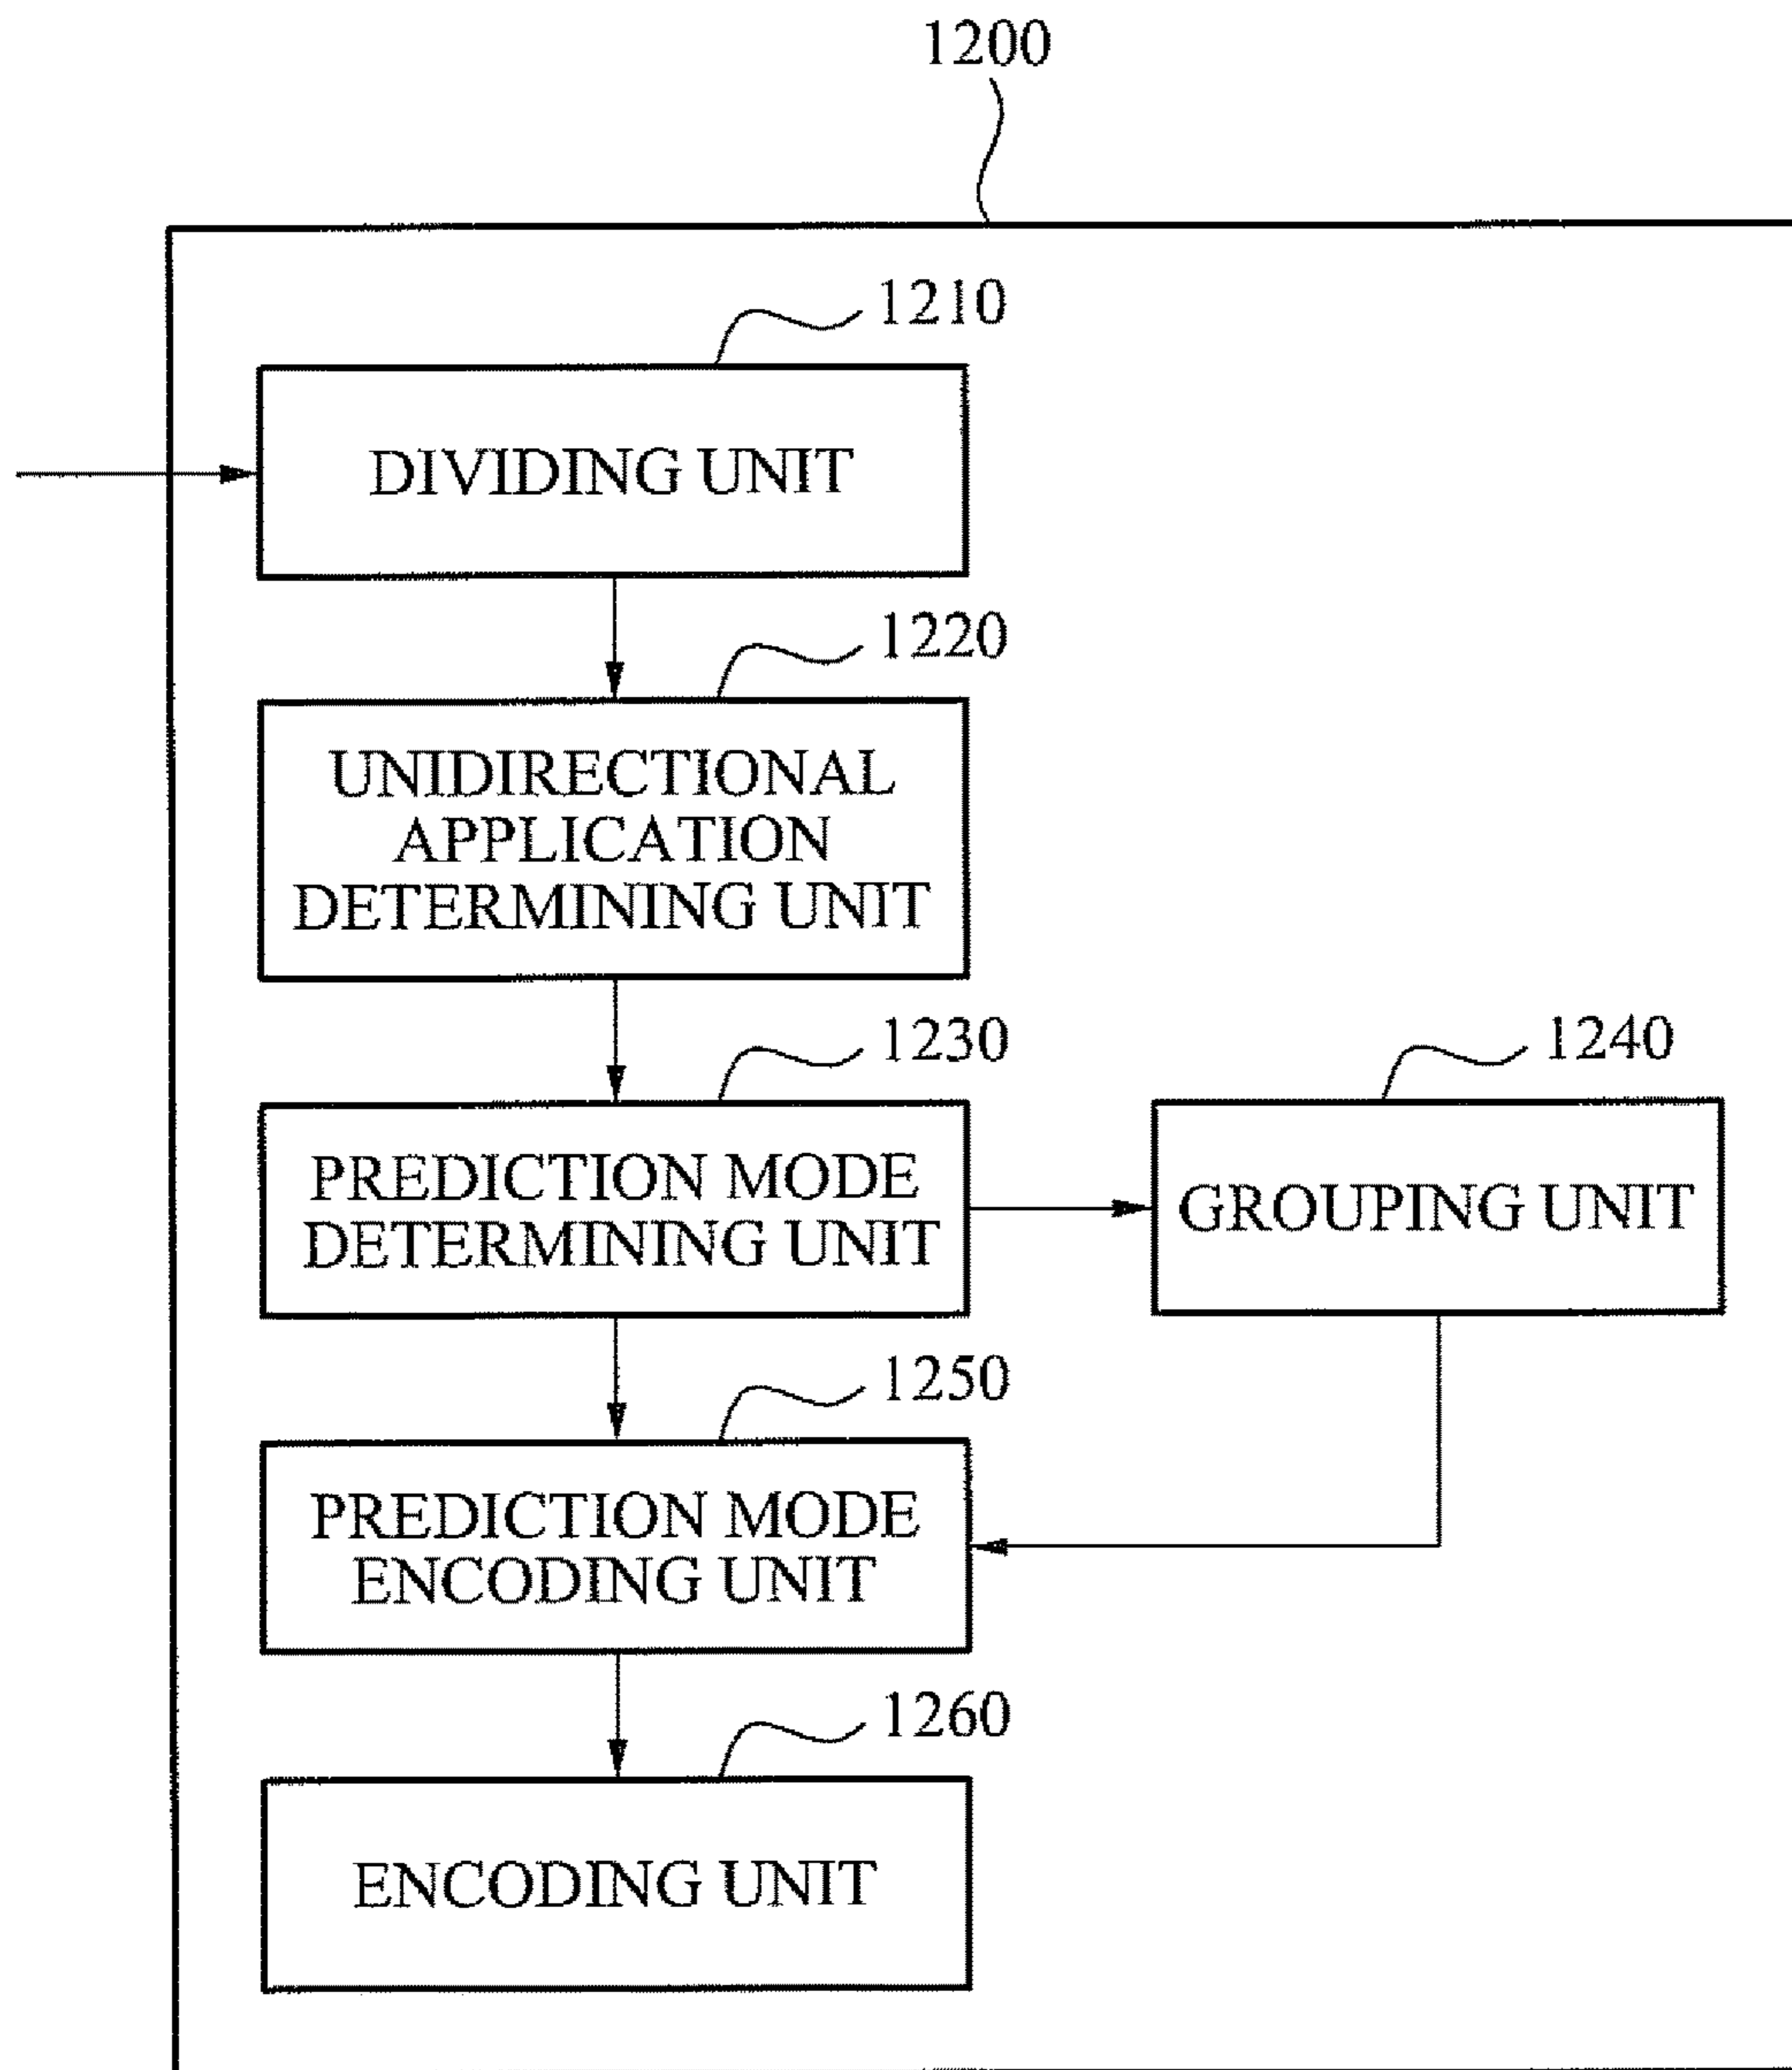 1200
1210
DIVIDING UNIT
1220
UNIDIRECTIONAL
APPLICATION
DETERMINING UNIT
1230
PREDICTION MODE
DETERMINING UNIT
1240
GROUPING UNIT
1250
PREDICTION MODE
ENCODING UNIT
1260
ENCODING UNIT